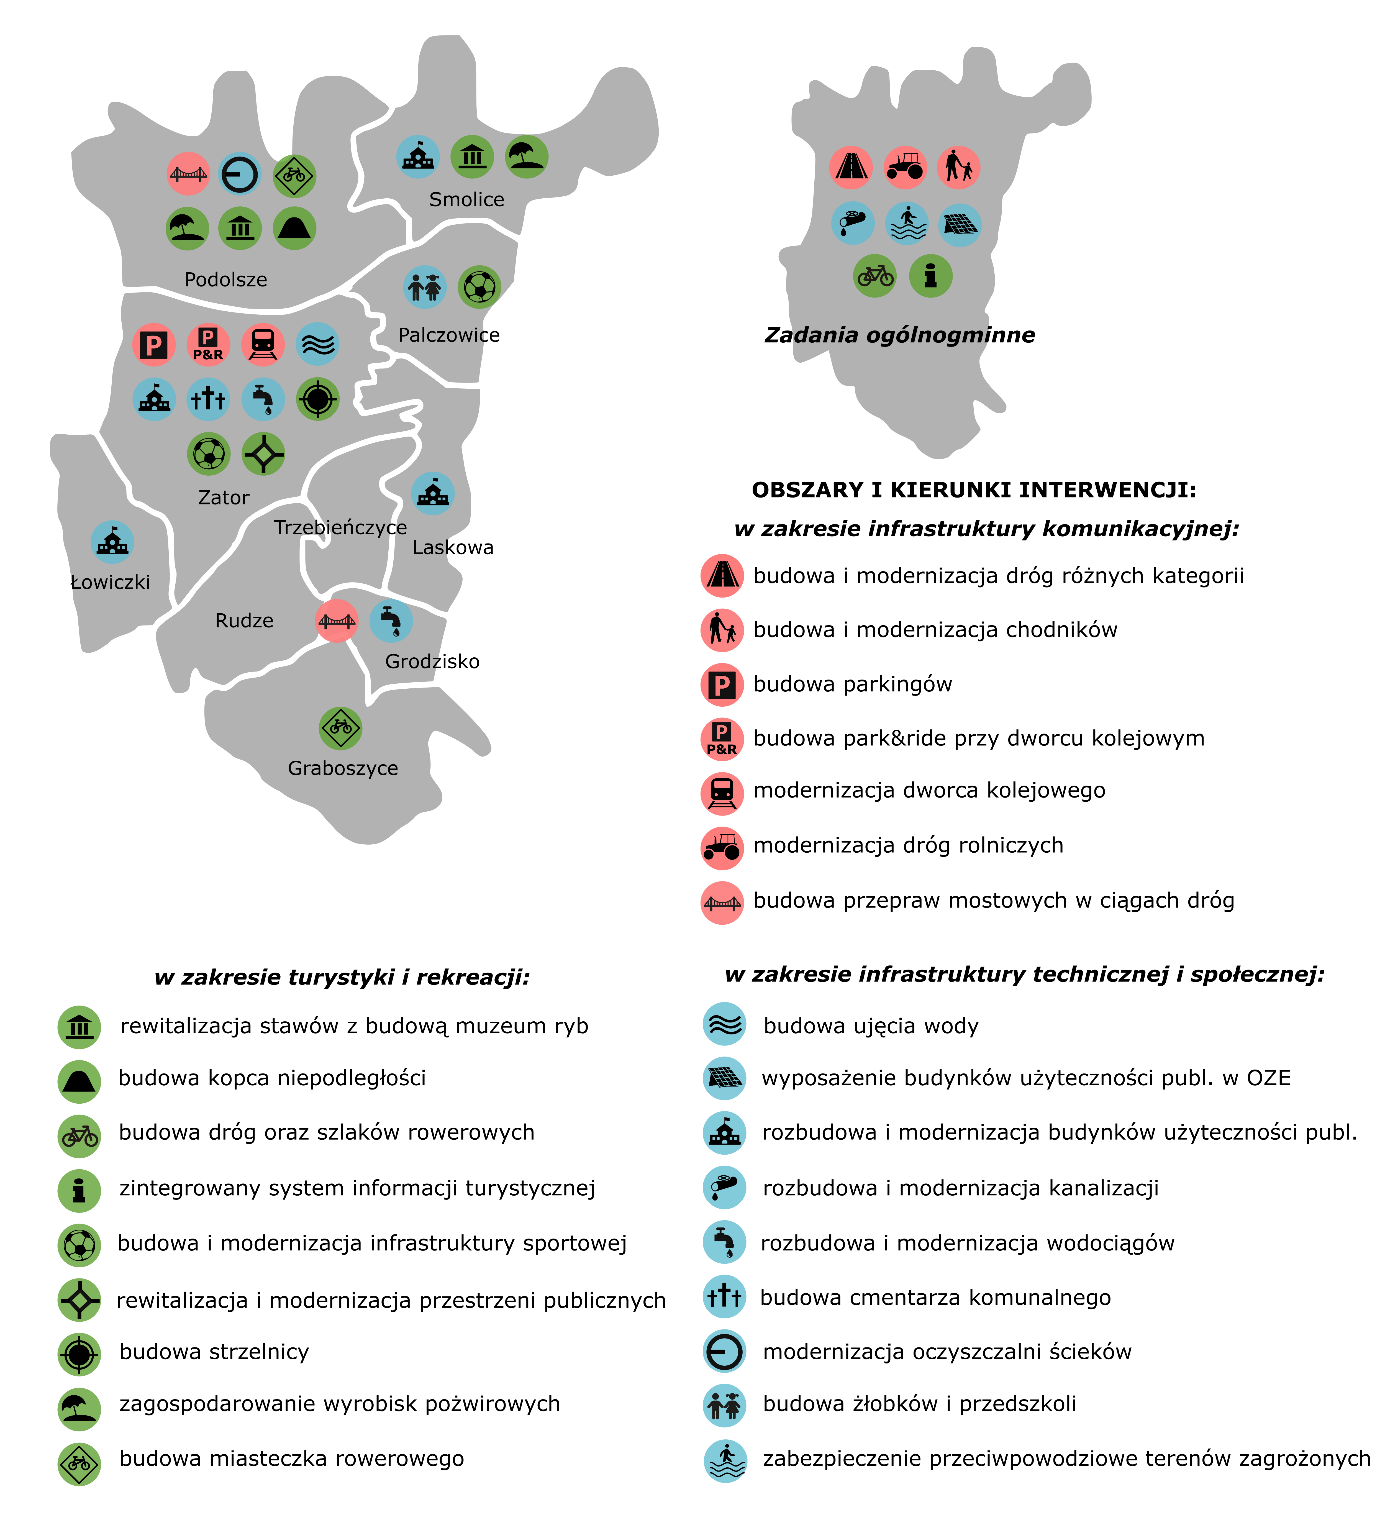 Smolice
Podolsze
Palczowice
P
P
P&R
Zator
Trzebieńczyce
Laskowa
Łowiczki
Rudze
Grodzisko
Graboszyce
i
Zadania ogólnogminne
OBSZARY I KIERUNKI INTERWENCJI:
w zakresie infrastruktury komunikacyjnej:
budowa i modernizacja dróg różnych kategorii
budowa i modernizacja chodników
P budowa parkingów
P
P&R budowa park&ride przy dworcu kolejowym
modernizacja dworca kolejowego
modernizacja dróg rolniczych
budowa przepraw mostowych w ciągach dróg
w zakresie turystyki i rekreacji:
rewitalizacja stawów z budową muzeum ryb
budowa kopca niepodległości
budowa dróg oraz szlaków rowerowych
i zintegrowany system informacji turystycznej
budowa i modernizacja infrastruktury sportowej
rewitalizacja i modernizacja przestrzeni publicznych
budowa strzelnicy
zagospodarowanie wyrobisk pożwirowych
budowa miasteczka rowerowego
w zakresie infrastruktury technicznej i społecznej:
budowa ujęcia wody
wyposażenie budynków użyteczności publ. w OZE
rozbudowa i modernizacja budynków użyteczności publ.
rozbudowa i modernizacja kanalizacji
rozbudowa i modernizacja wodociągów
budowa cmentarza komunalnego
modernizacja oczyszczalni ścieków
budowa żłobków i przedszkoli
zabezpieczenie przeciwpowodziowe terenów zagrożonych